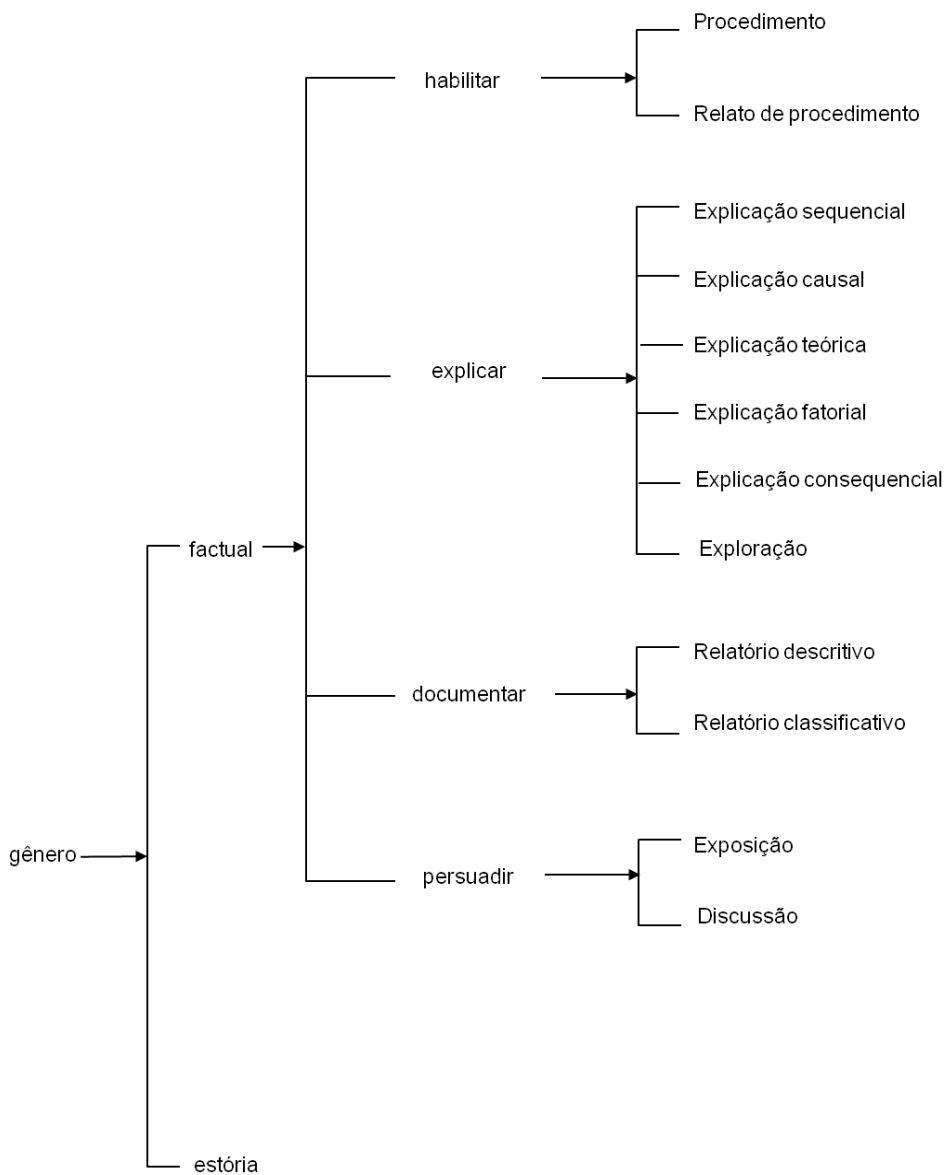 Procedimento
habilitar
Relato de procedimento
Explicação sequencial
Explicação causal
Explicação teórica
explicar
Explicação fatorial
Explicação consequencial
factual
Exploração
Relatório descritivo
documentar
Relatório classificativo
gênero
Exposição
persuadir
Discussão
estória